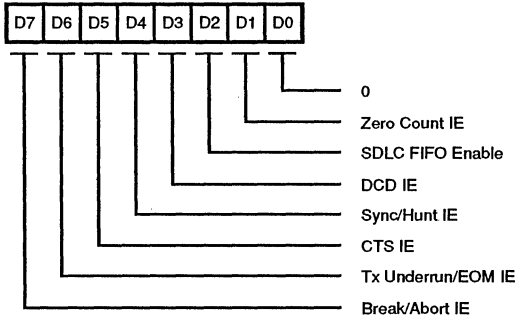 D7 D6 D5 D4 D3 D2 D1 D0
0
Zero Count IE
SDLC FIFO Enable
DCD IE
Sync/Hunt IE
CTS IE
Tx Underrun/EOM IE
Break/Abort IE